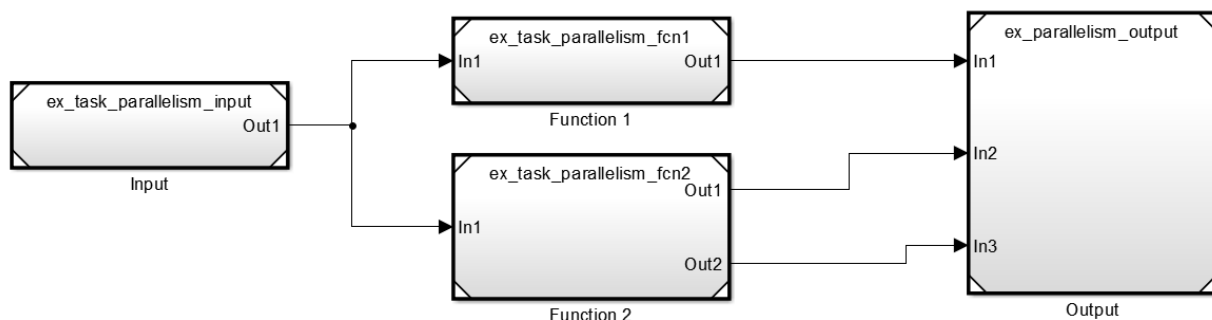 ex_task_parallelism_input
Out1
Input
ex_task_parallelism_fcn1
In1
Out1
Function 1
ex_task_parallelism_fcn2
In1
Out1
Out2
Function 2
ex_parallelism_output
In1
In2
In3
Output